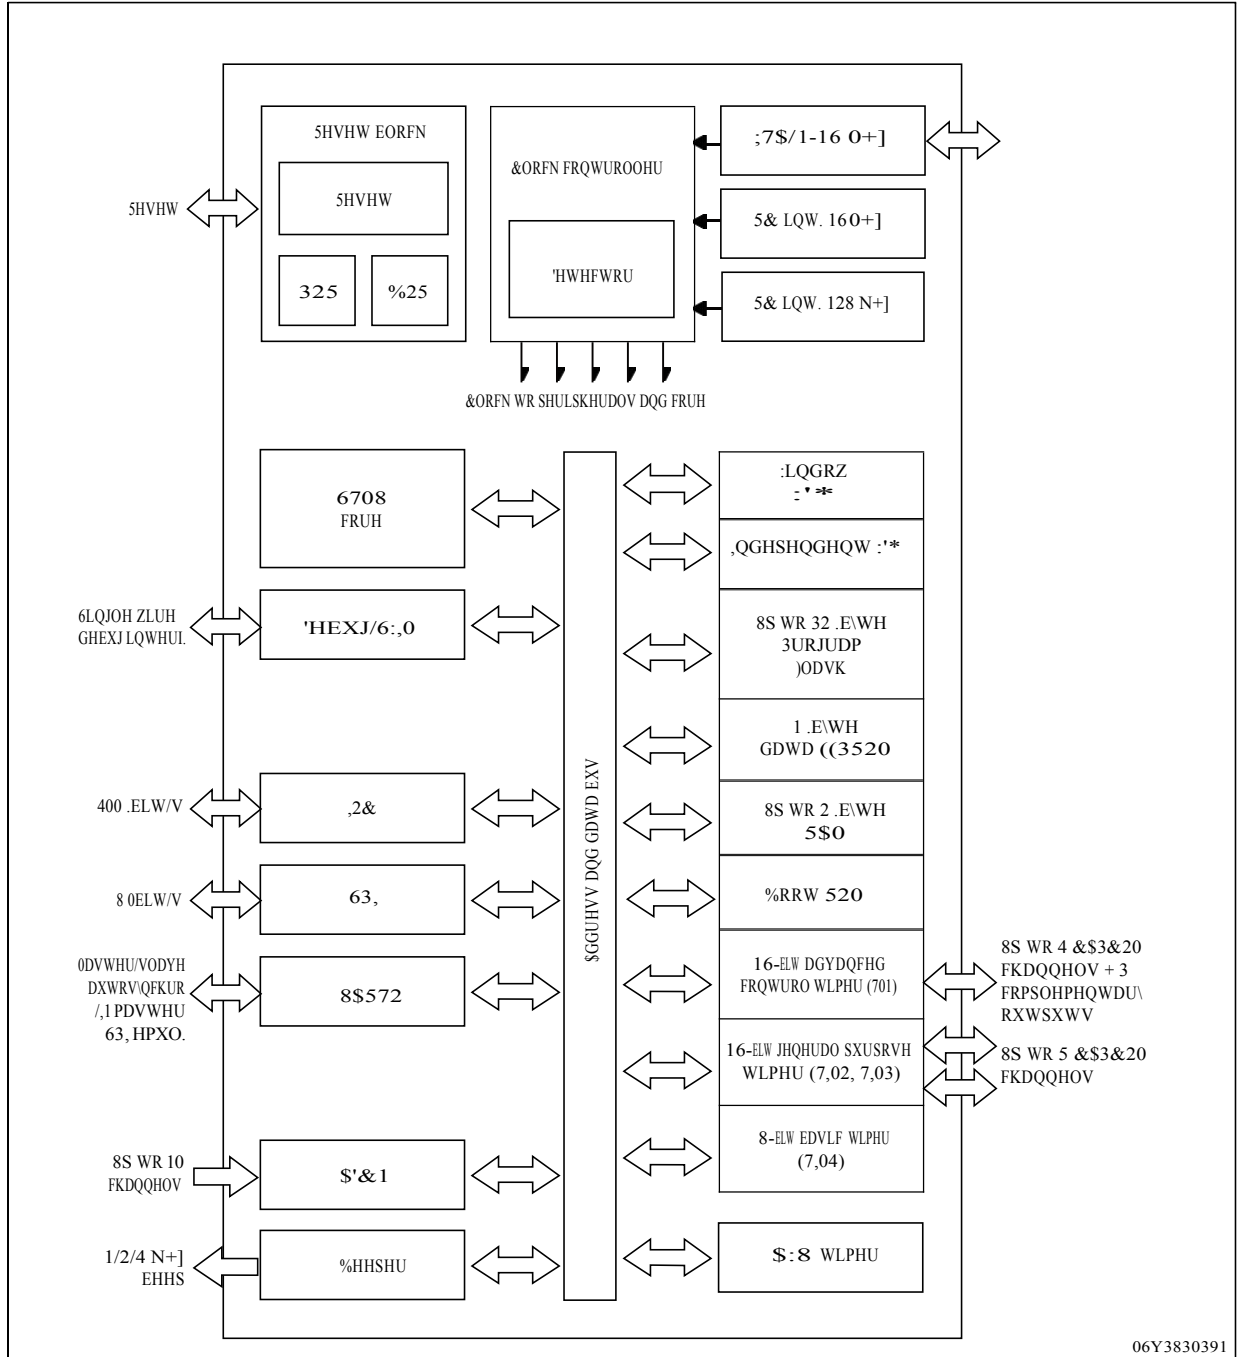 5HVHW EORFN
5HVHW
5HVHW
325
%25
&ORFN FRQWUROOHU
'HWHFWRU
;7$/1-16 0+]
5& LQW. 160+]
5& LQW. 128 N+]
&ORFN WR SHULSKHUDOV DQG FRUH
6708
FRUH
6LQJOH ZLUH
GHEXJ LQWHUI.
'HEXJ/6:,0
400 .ELW/V
,2&
8 0ELW/V
63,
0DVWHU/VODYH
DXWRV\QFKUR
/,1 PDVWHU
63, HPXO.
8$572
8S WR 10
FKDQQHOV
$'&1
1/2/4 N+]
EHHS
%HHSHU
$GGUHVV DQG GDWD EXV
:LQGRZ
:'*
,QGHSHQGHQW :'*
8S WR 32 .E\WH
3URJUDP
)ODVK
1 .E\WH
GDWD ((3520
8S WR 2 .E\WH
5$0
%RRW 520
16-ELW DGYDQFHG
FRQWURO WLPHU (701)
8S WR 4 &$3&20
FKDQQHOV + 3
FRPSOHPHQWDU\
RXWSXWV
16-ELW JHQHUDO SXUSRVH
WLPHU (7,02, 7,03)
8S WR 5 &$3&20
FKDQQHOV
8-ELW EDVLF WLPHU
(7,04)
$:8 WLPHU
06Y3830391